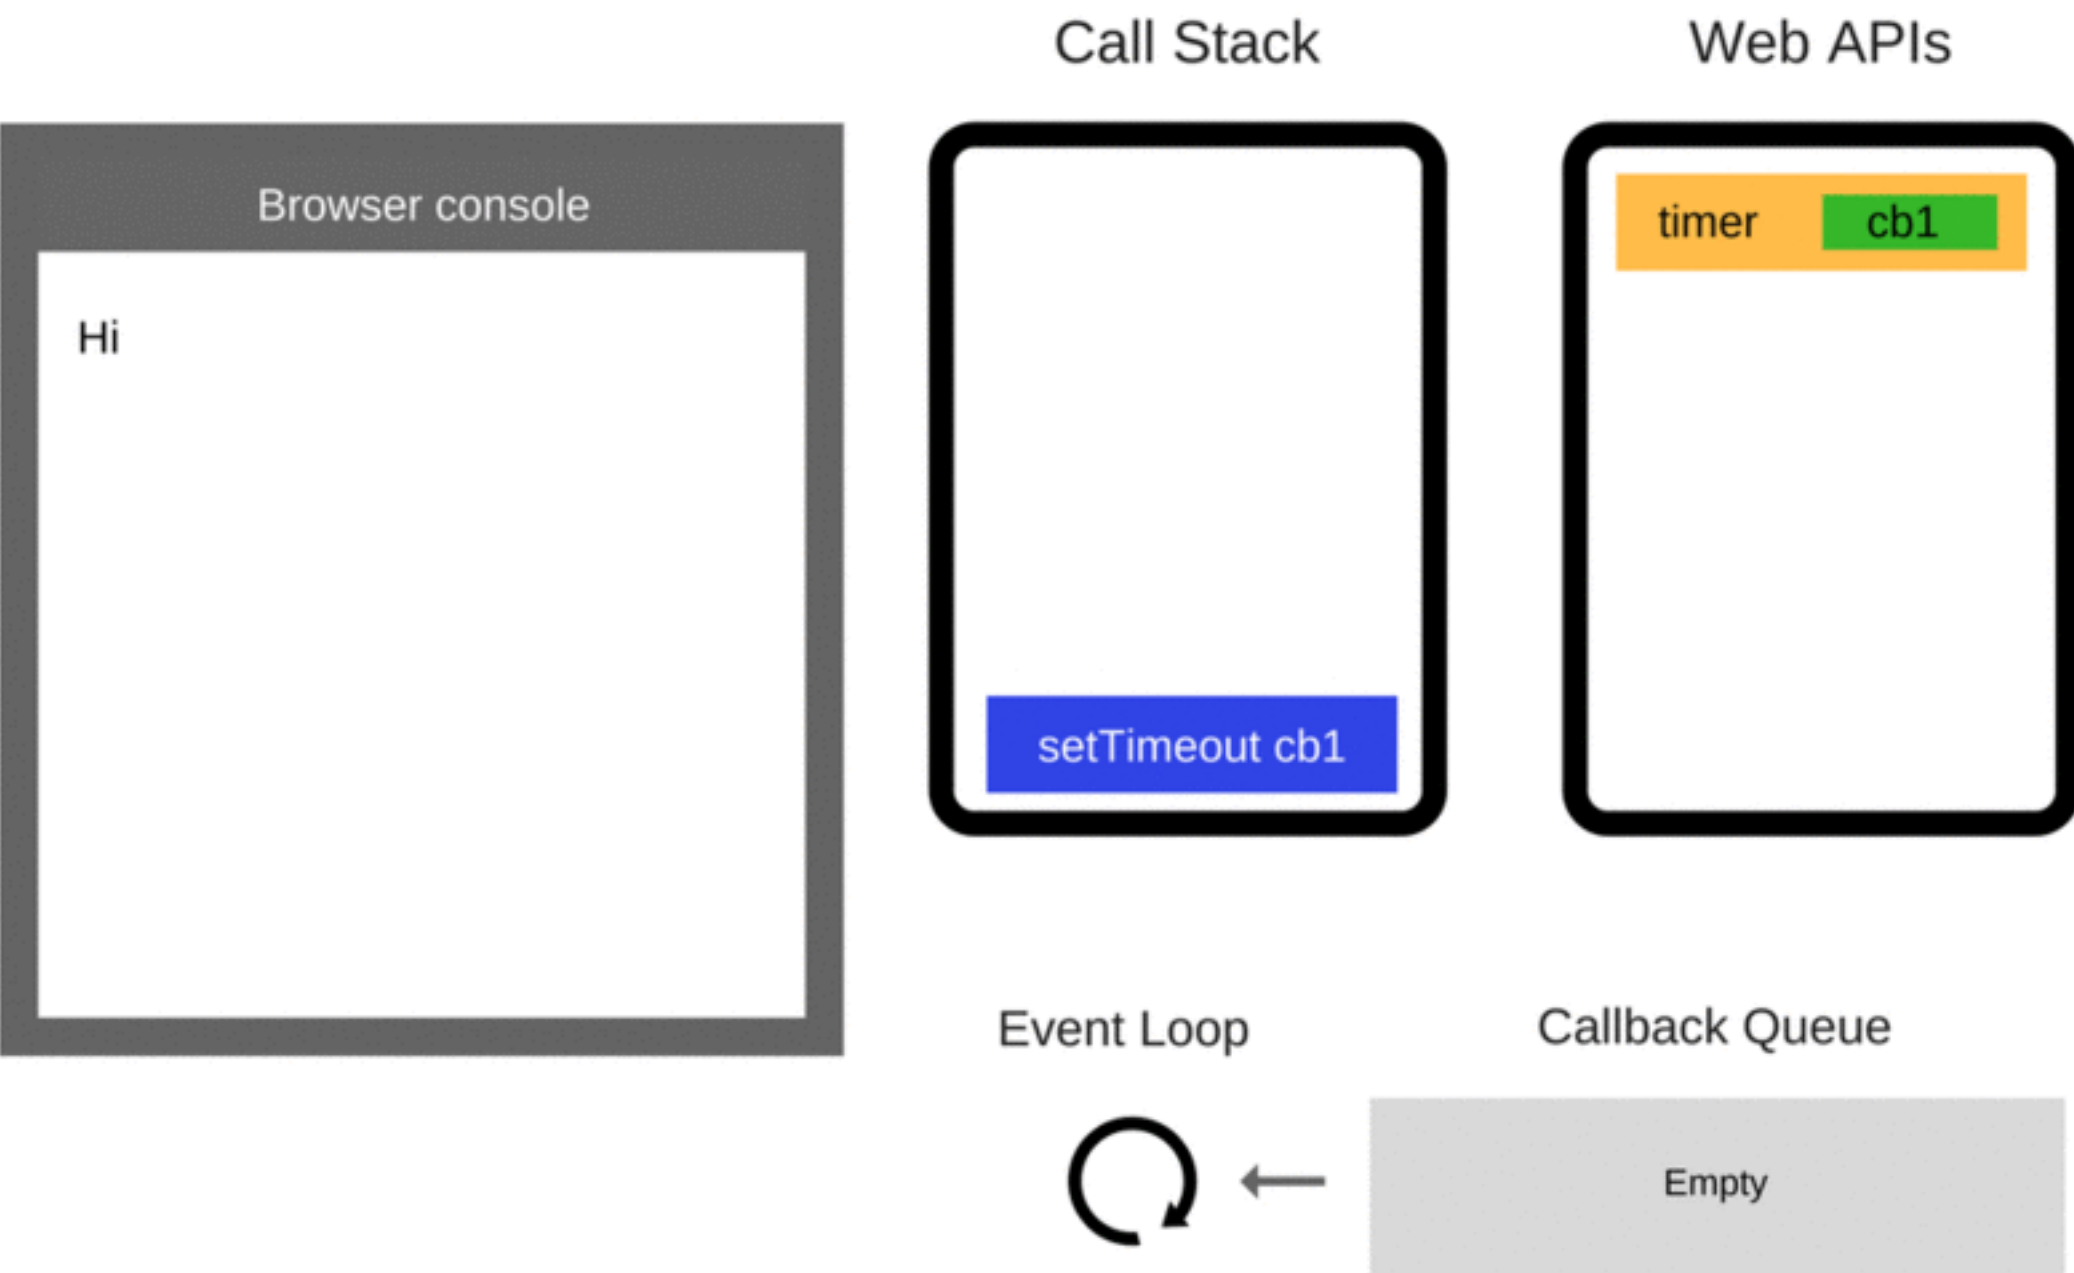 Call Stack
Web APIs
Browser console
Hi
timer
cb1
setTimeout cb1
Event Loop
Callback Queue
Empty